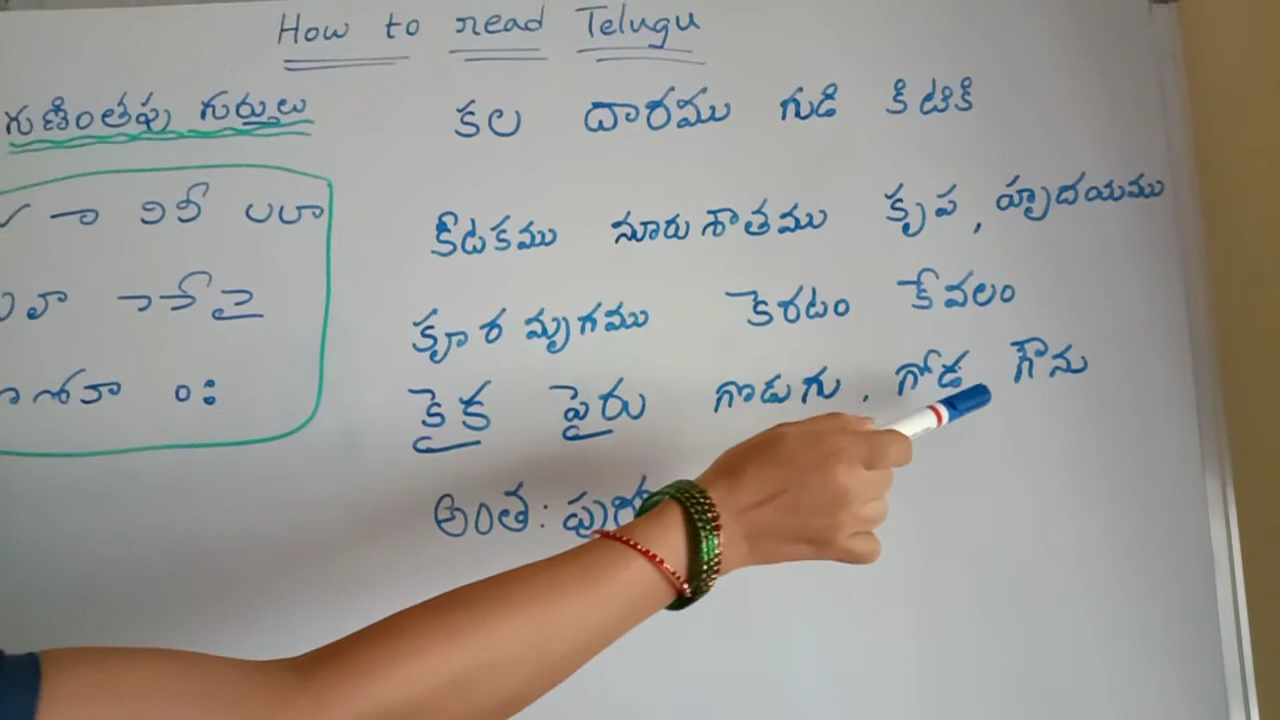 How to read Telugu
గుణింతపు గుర్తులు
కల దారము గుడి కిటికి
కీటకము నూరు శాతము కృప, హృదయము
కౄర మృగము కెరటం కేవలం
కైక పైరు గొడుగు. గోడ గౌను
అంత: